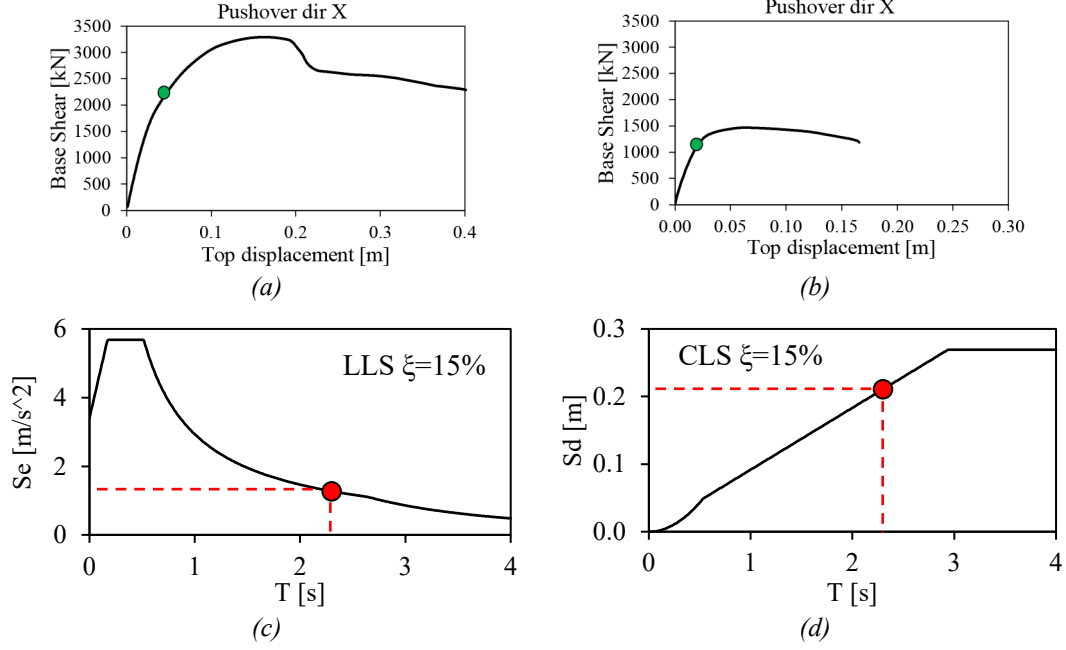 Pushover dir X
Base Shear [kN]
3500
3000
2500
2000
1500
1000
500
0
0
0.1
0.2
0.3
0.4
Top displacement [m]
(a)
Pushover dir X
Base Shear [kN]
3500
3000
2500
2000
1500
1000
500
0
0.00
0.05
0.10
0.15
0.20
0.25
0.30
Top displacement [m]
(b)
LLS ξ=15%
Se [m/s^2]
6
4
2
0
0
1
2
3
4
T [s]
(c)
CLS ξ=15%
Sd [m]
0.3
0.2
0.1
0.0
0
1
2
3
4
T [s]
(d)